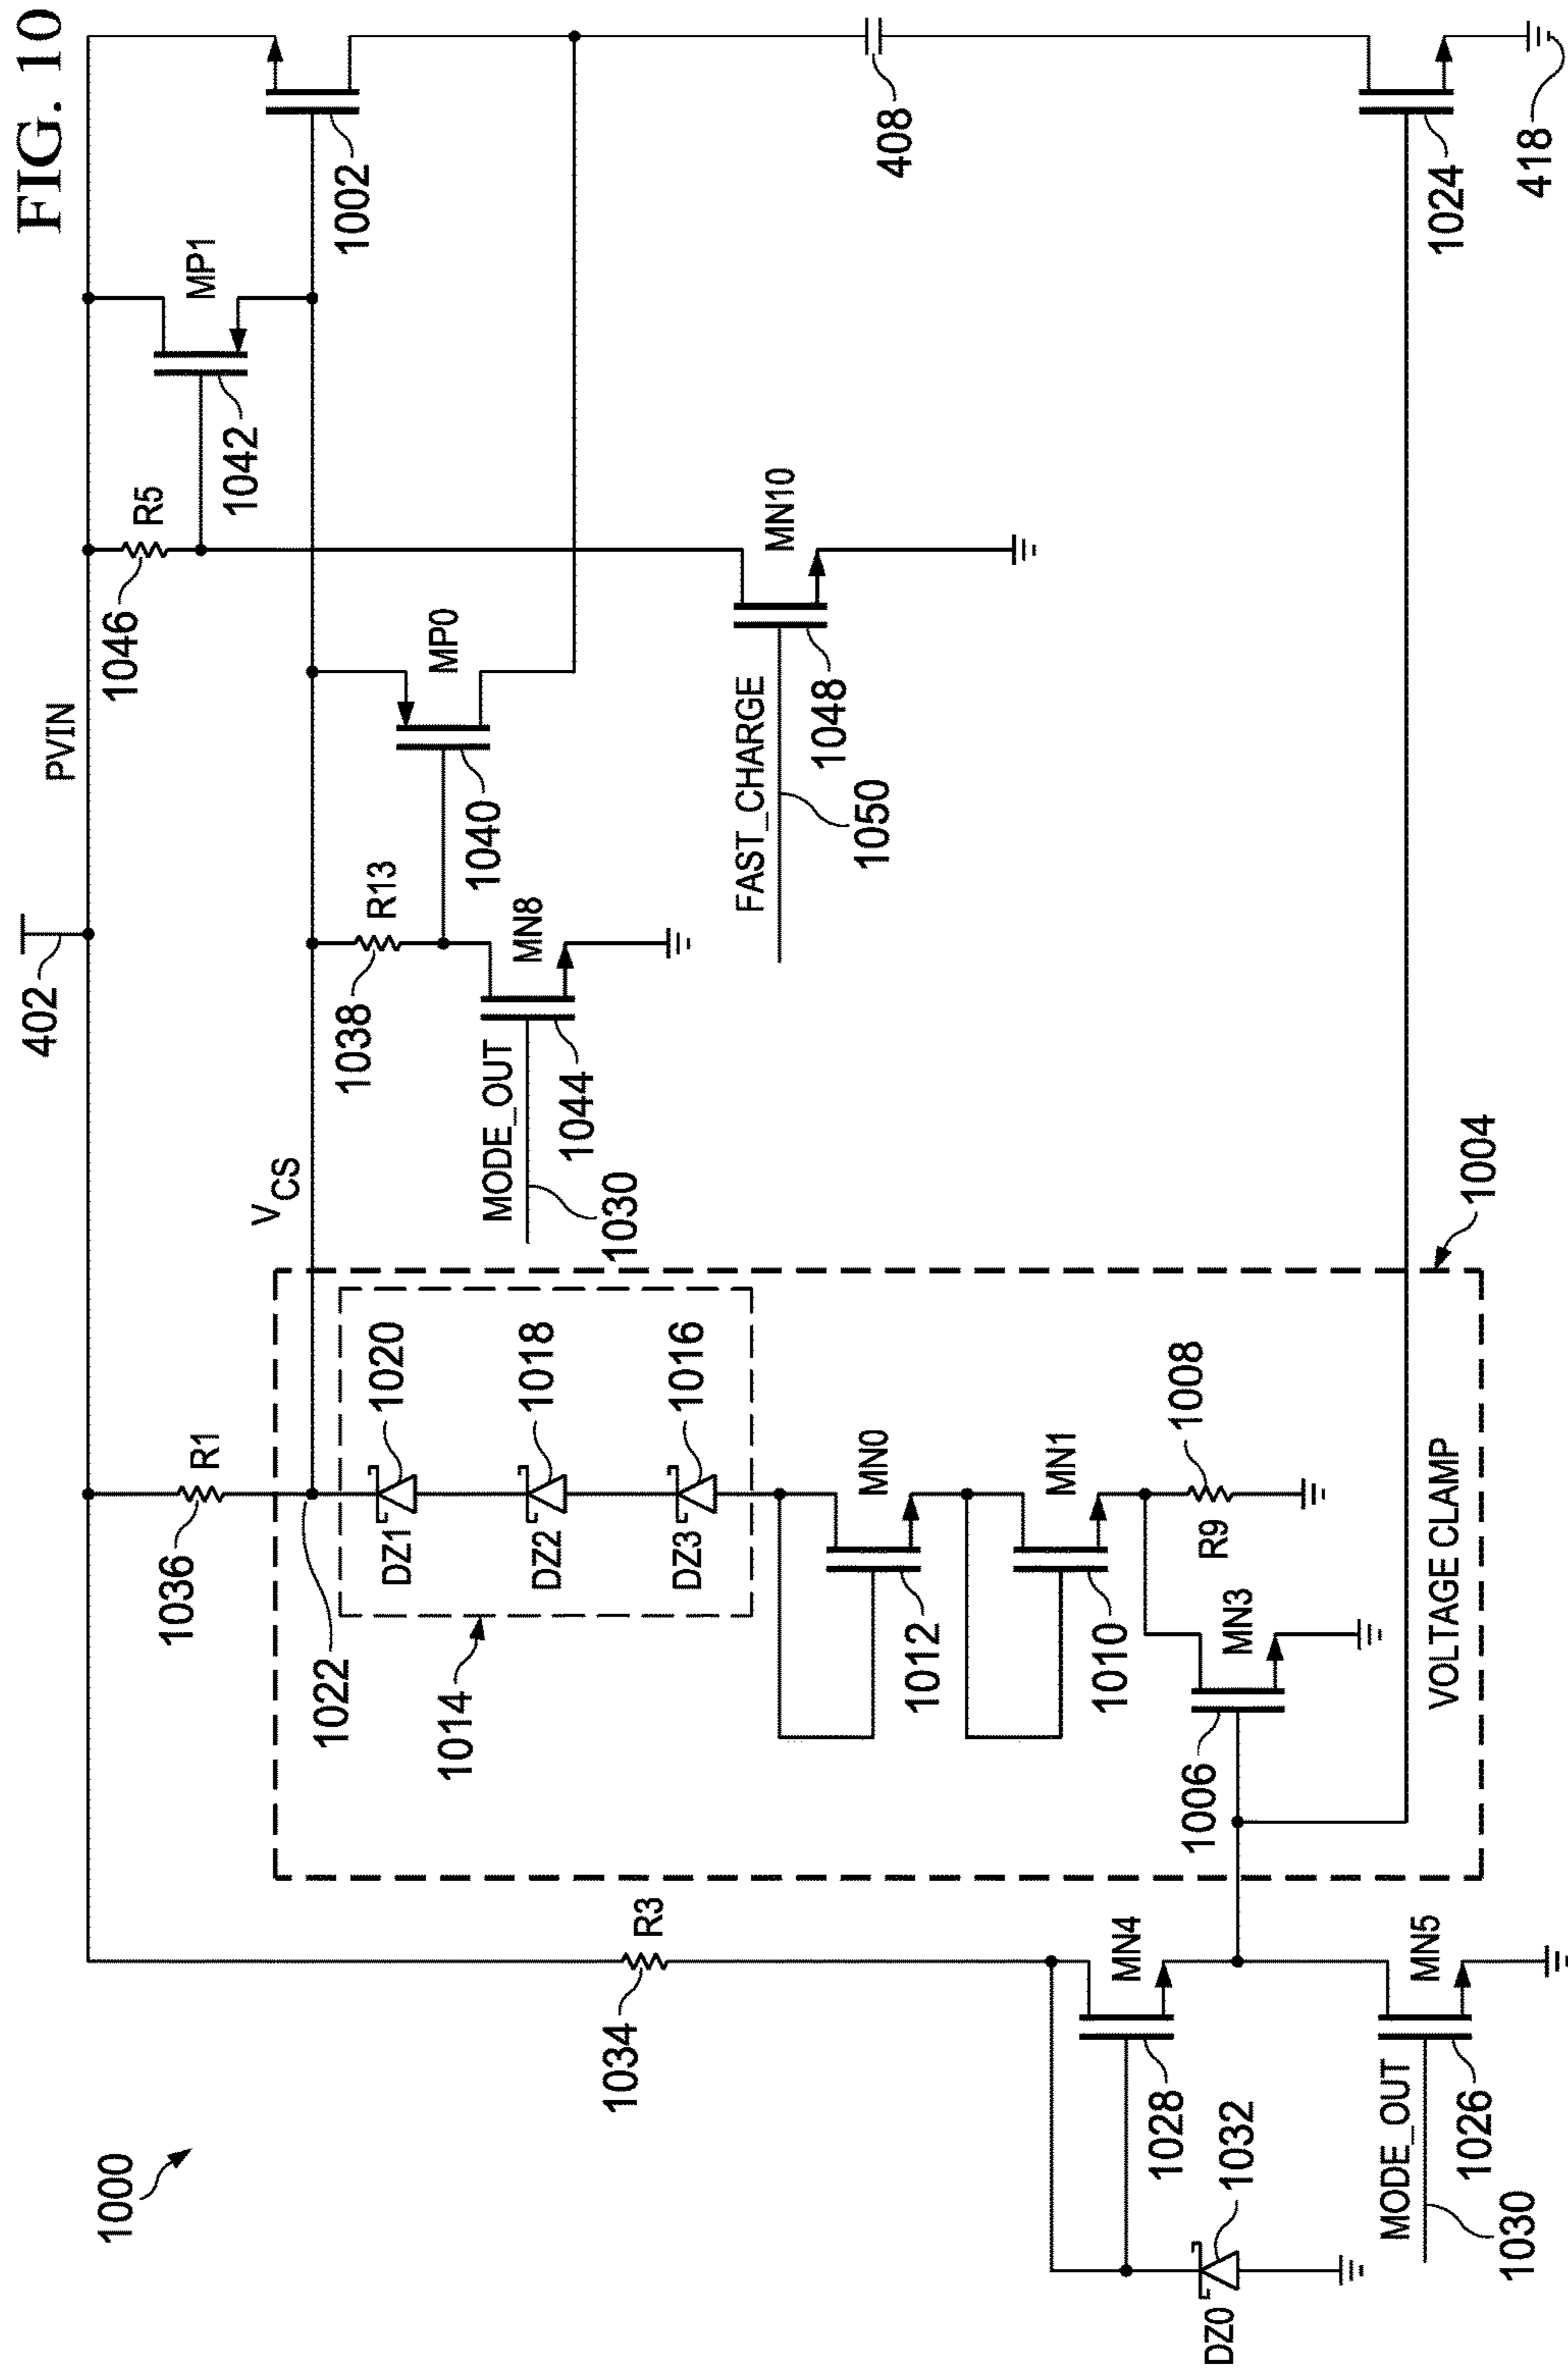 FIG. 10
1000
402
PVIN
1034
R3
1036
R1
1046
R5
1042
MP1
1002
1022
VCS
1038
R13
1014
DZ1
1020
DZ2
1018
DZ3
1016
MODE_OUT
1030
MN8
1044
MP0
1040
FAST_CHARGE
1050
MN10
1048
408
1012
MN0
1010
MN1
1006
MN3
R9
1008
VOLTAGE CLAMP
1004
DZ0
1032
1028
MN4
MODE_OUT
1030
MN5
1026
1024
418